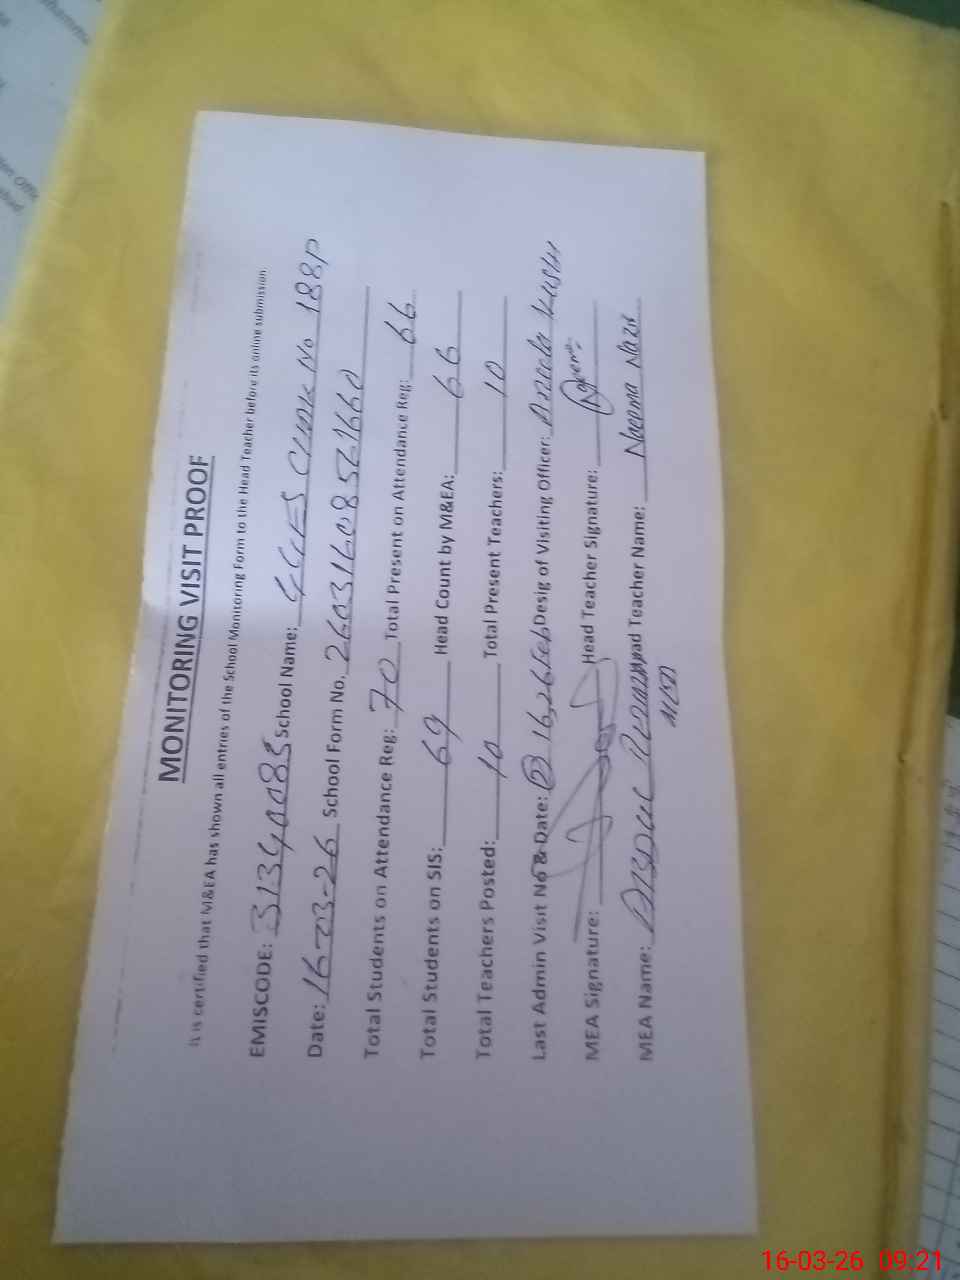 MONITORING VISIT PROOF
It is certified that M&EA has shown all entries of the School Monitoring Form to the Head Teacher before its online submission
EMISCODE: 31340085 School Name: GGES Chak No 188P
Date: 16-03-26 School Form No. 260316085621660
Total Students on Attendance Reg: 70 Total Present on Attendance Reg: 66
Total Students on SIS: 69 Head Count by M&EA: 66
Total Teachers Posted: 10 Total Present Teachers: 10
Last Admin Visit No & Date: 2 16,26 Feb Desig of Visiting Officer: Aneela
MEA Signature: Head Teacher Signature: Naeema
MEA Name: Head Teacher Name: Naeema Nazir
16-03-26 09:21